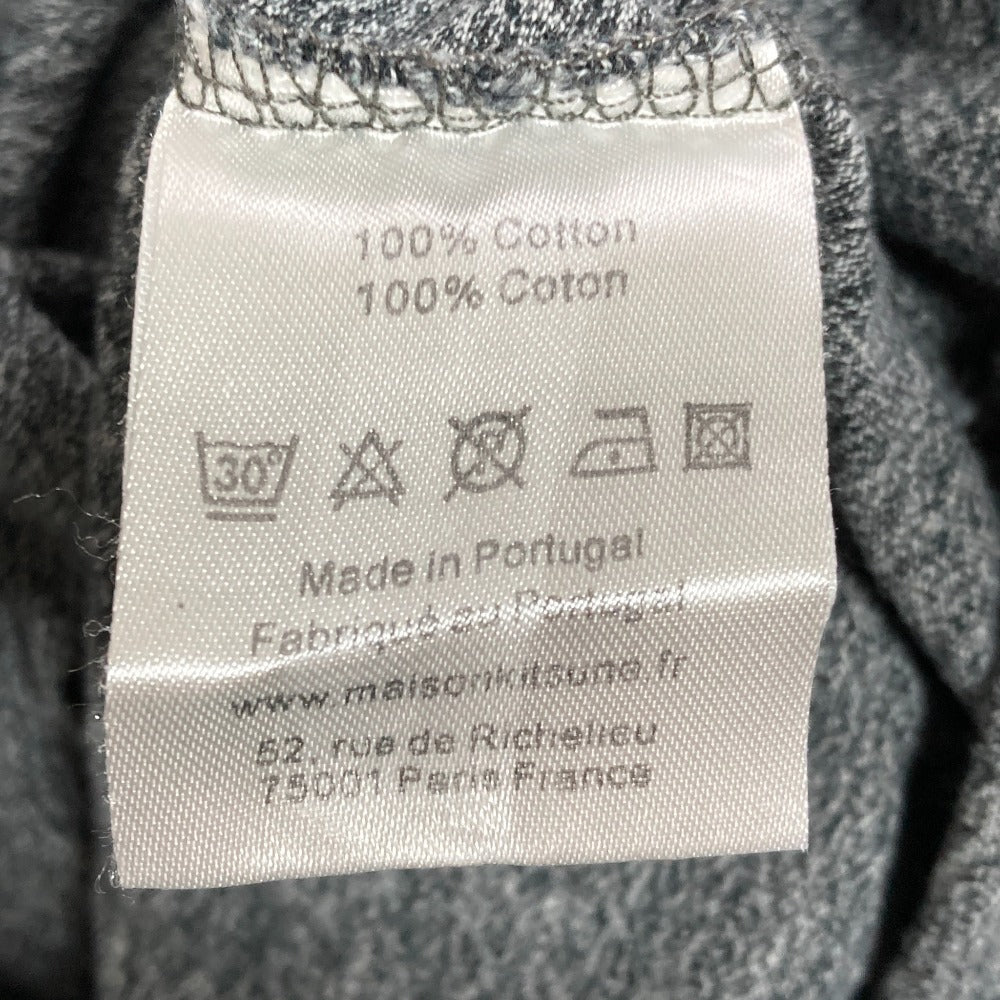 100% Cotton
100% Coton
30°
Made in Portugal
Fabriqué au Portugal
www.maisonkitsune.fr
52, rue de Richelieu
75001 Paris France